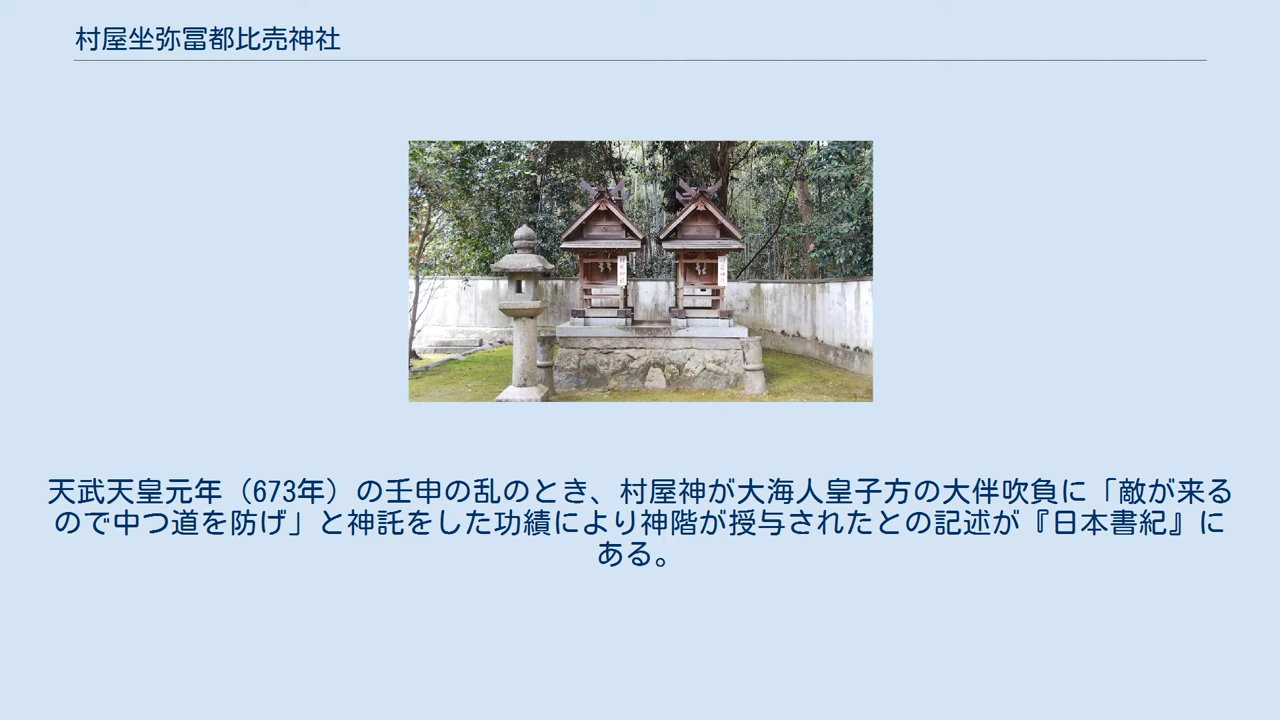 村屋坐弥冨都比売神社
天武天皇元年（673年）の壬申の乱のとき、村屋神が大海人皇子方の大伴吹負に「敵が来る
ので中つ道を防げ」と神託をした功績により神階が授与されたとの記述が『日本書紀』に
ある。